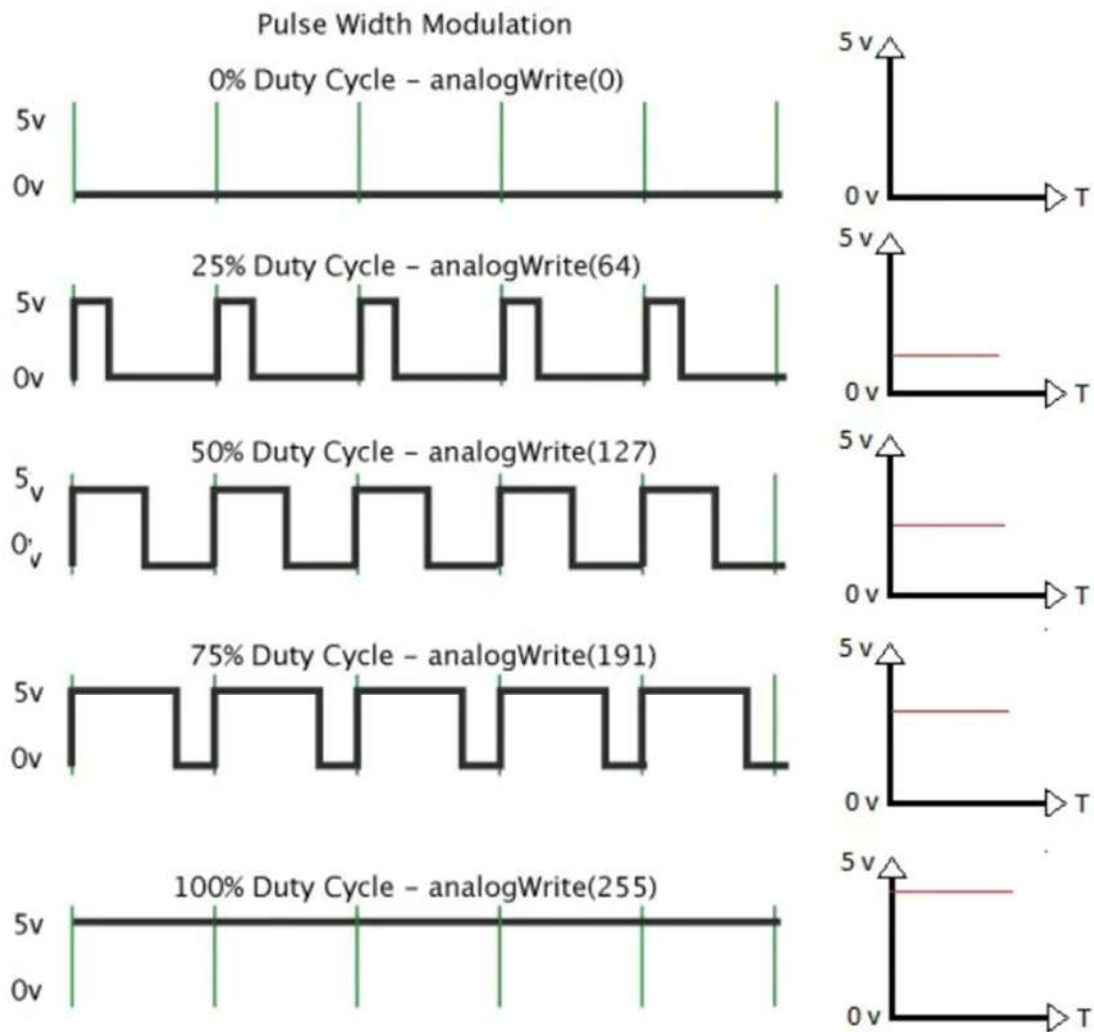 Pulse Width Modulation
5 v
0% Duty Cycle – analogWrite(0)
5v
0v
0 v T
5 v
25% Duty Cycle – analogWrite(64)
5v
0v
0 v T
5 v
50% Duty Cycle – analogWrite(127)
5 v
0 v
0 v T
5 v
75% Duty Cycle – analogWrite(191)
5v
0v
0 v T
5 v
100% Duty Cycle – analogWrite(255)
5v
0v
0 v T